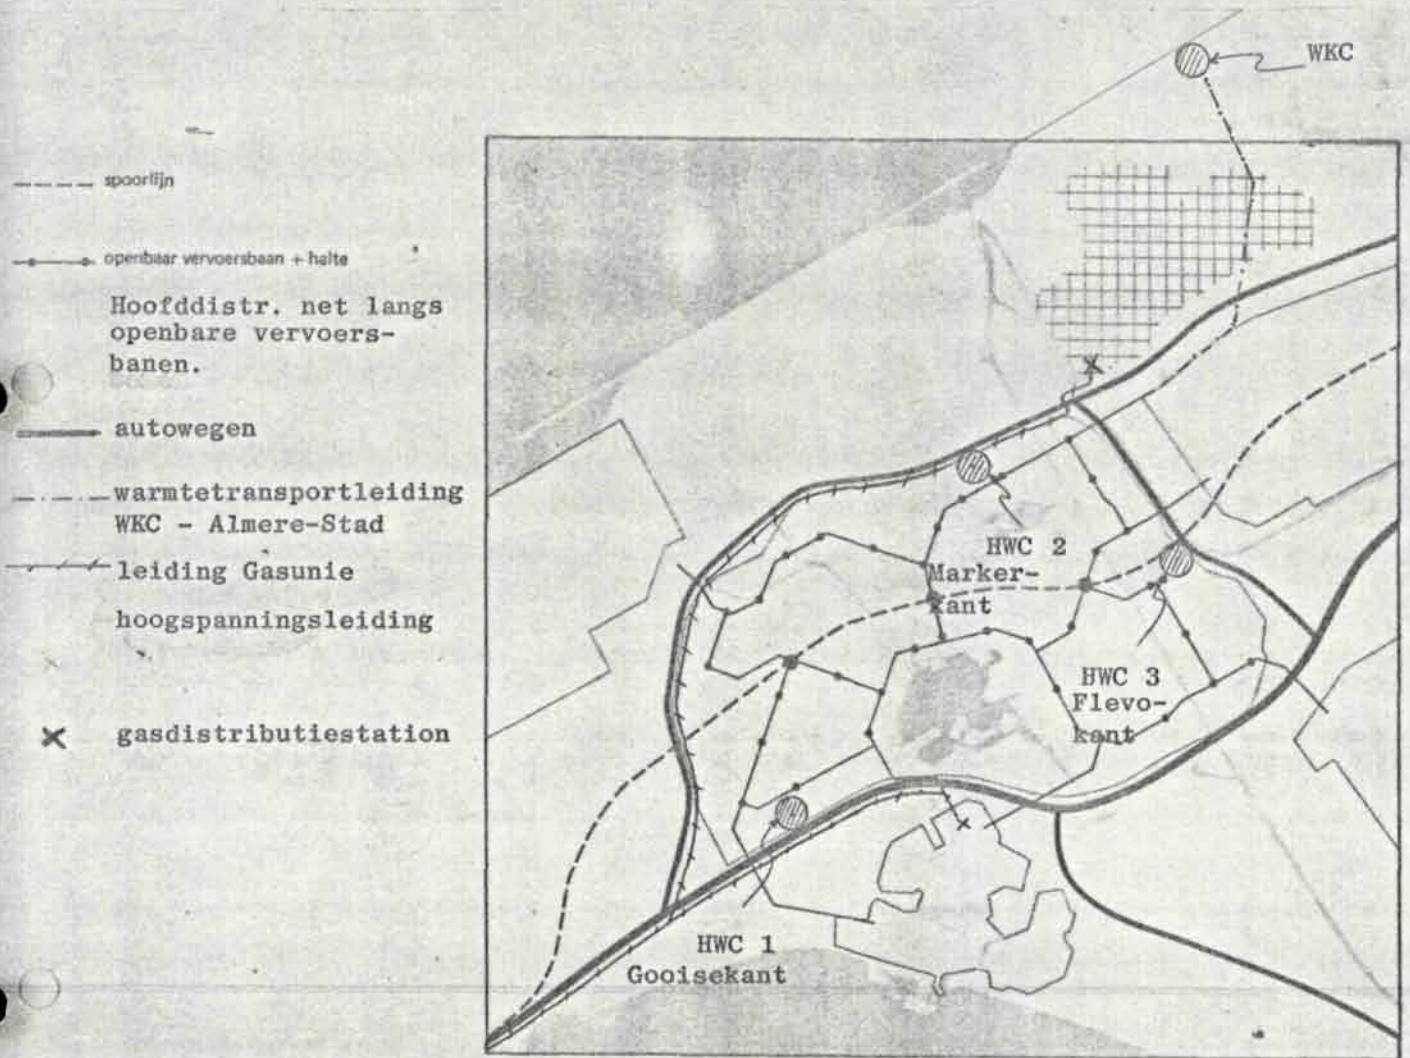 WKC
spoorlijn
openbaar vervoersbaan + halte
Hoofddistr. net langs
openbare vervoers-
banen.
autowegen
warmtetransportleiding
WKC - Almere-Stad
leiding Gasunie
hoogspanningsleiding
gasdistributiestation
HWC 2
Marker-
kant
HWC 3
Flevo-
kant
HWC 1
Gooisekant